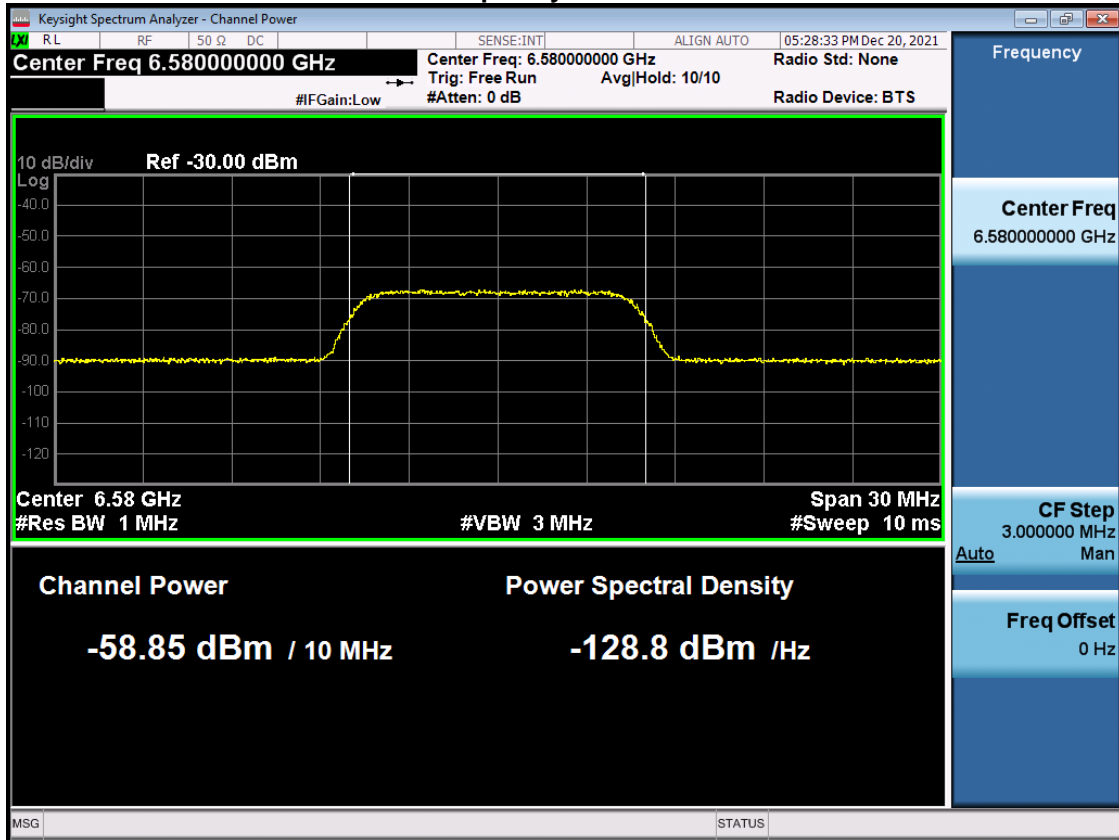 Keysight Spectrum Analyzer - Channel Power
LXI RL RF 50 Ω DC SENSE:INT ALIGN AUTO 05:28:33 PM Dec 20, 2021
Center Freq 6.580000000 GHz
Center Freq: 6.580000000 GHz
Radio Std: None
Trig: Free Run Avg|Hold: 10/10
#IFGain:Low
#Atten: 0 dB
Radio Device: BTS
10 dB/div Ref -30.00 dBm
Log
-40.0
-50.0
-60.0
-70.0
-80.0
-90.0
-100
-110
-120
Center 6.58 GHz Span 30 MHz
#Res BW 1 MHz #VBW 3 MHz #Sweep 10 ms
Channel Power Power Spectral Density
-58.85 dBm / 10 MHz -128.8 dBm /Hz
Frequency
Center Freq
6.580000000 GHz
CF Step
3.000000 MHz
Auto Man
Freq Offset
0 Hz
MSG STATUS